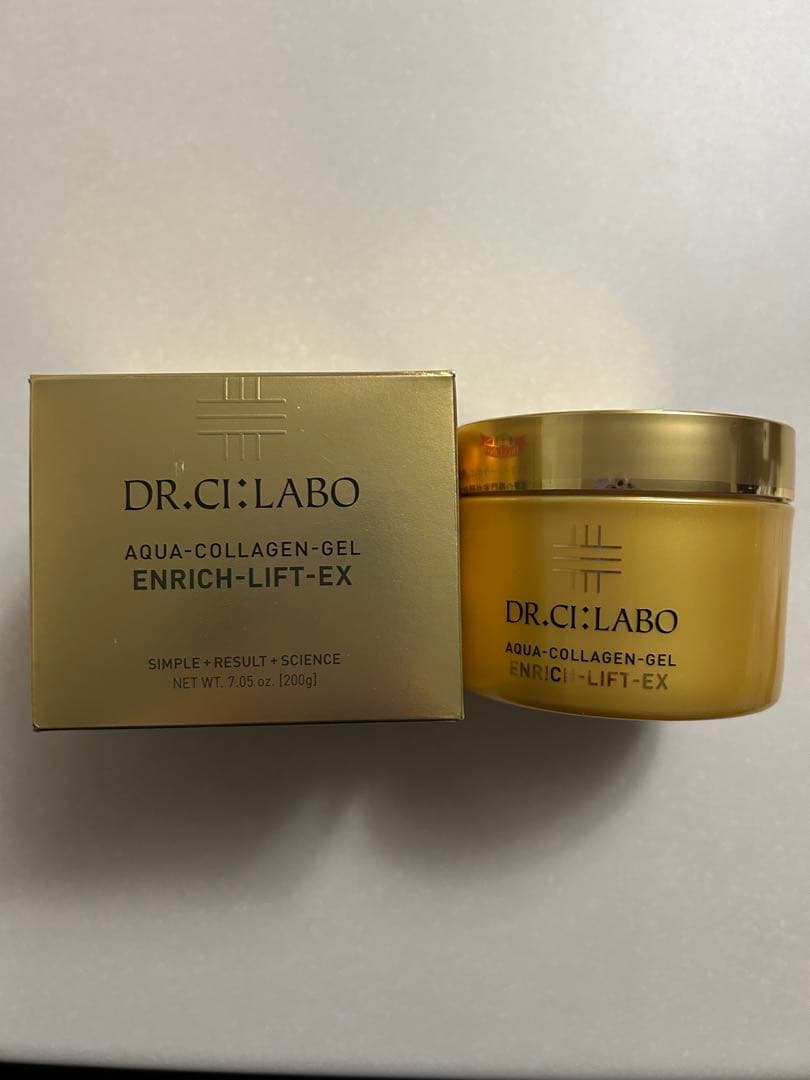 DR.CI:LABO
AQUA-COLLAGEN-GEL
ENRICH-LIFT-EX
SIMPLE+RESULT+SCIENCE
NET WT. 7.05 oz. [200g]
DR.CI:LABO
AQUA-COLLAGEN-GEL
ENRICH-LIFT-EX